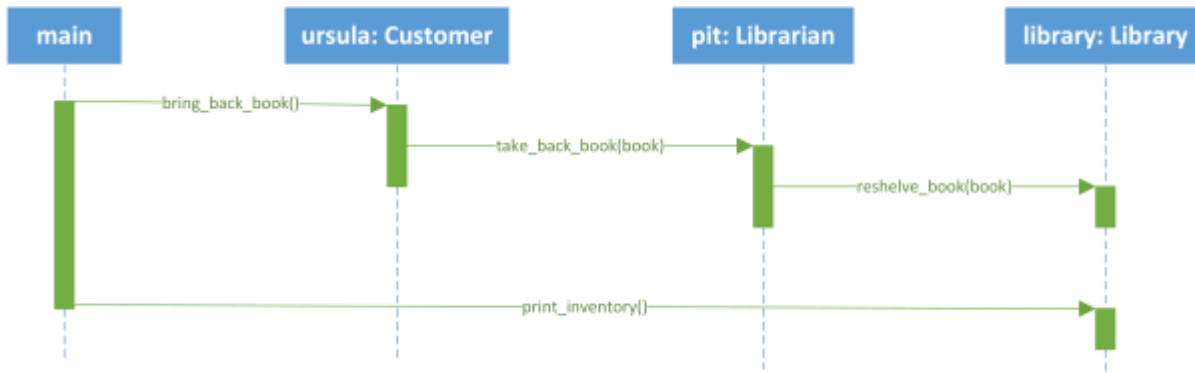 main
ursula: Customer
pit: Librarian
library: Library
bring_back_book()
take_back_book(book)
reshelve_book(book)
print_inventory()